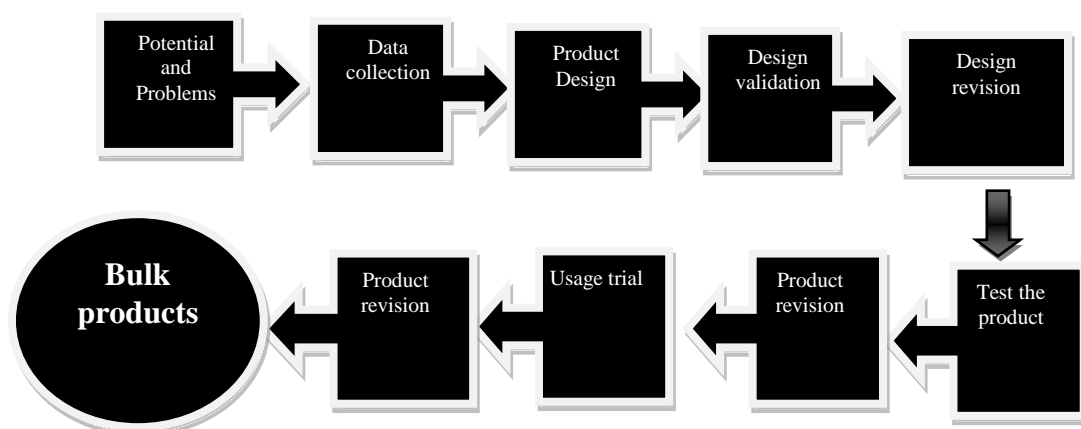 Potential
and
Problems
Data
collection
Product
Design
Design
validation
Design
revision
Test the
product
Product
revision
Usage trial
Product
revision
Bulk
products